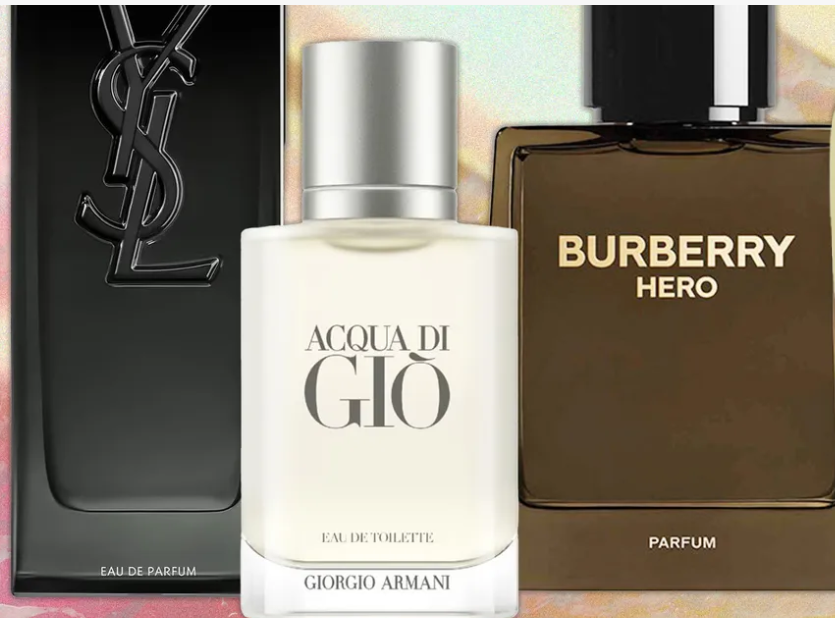 YSL
EAU DE PARFUM
ACQUA DI
GIÒ
EAU DE TOILETTE
GIORGIO ARMANI
BURBERRY
HERO
PARFUM